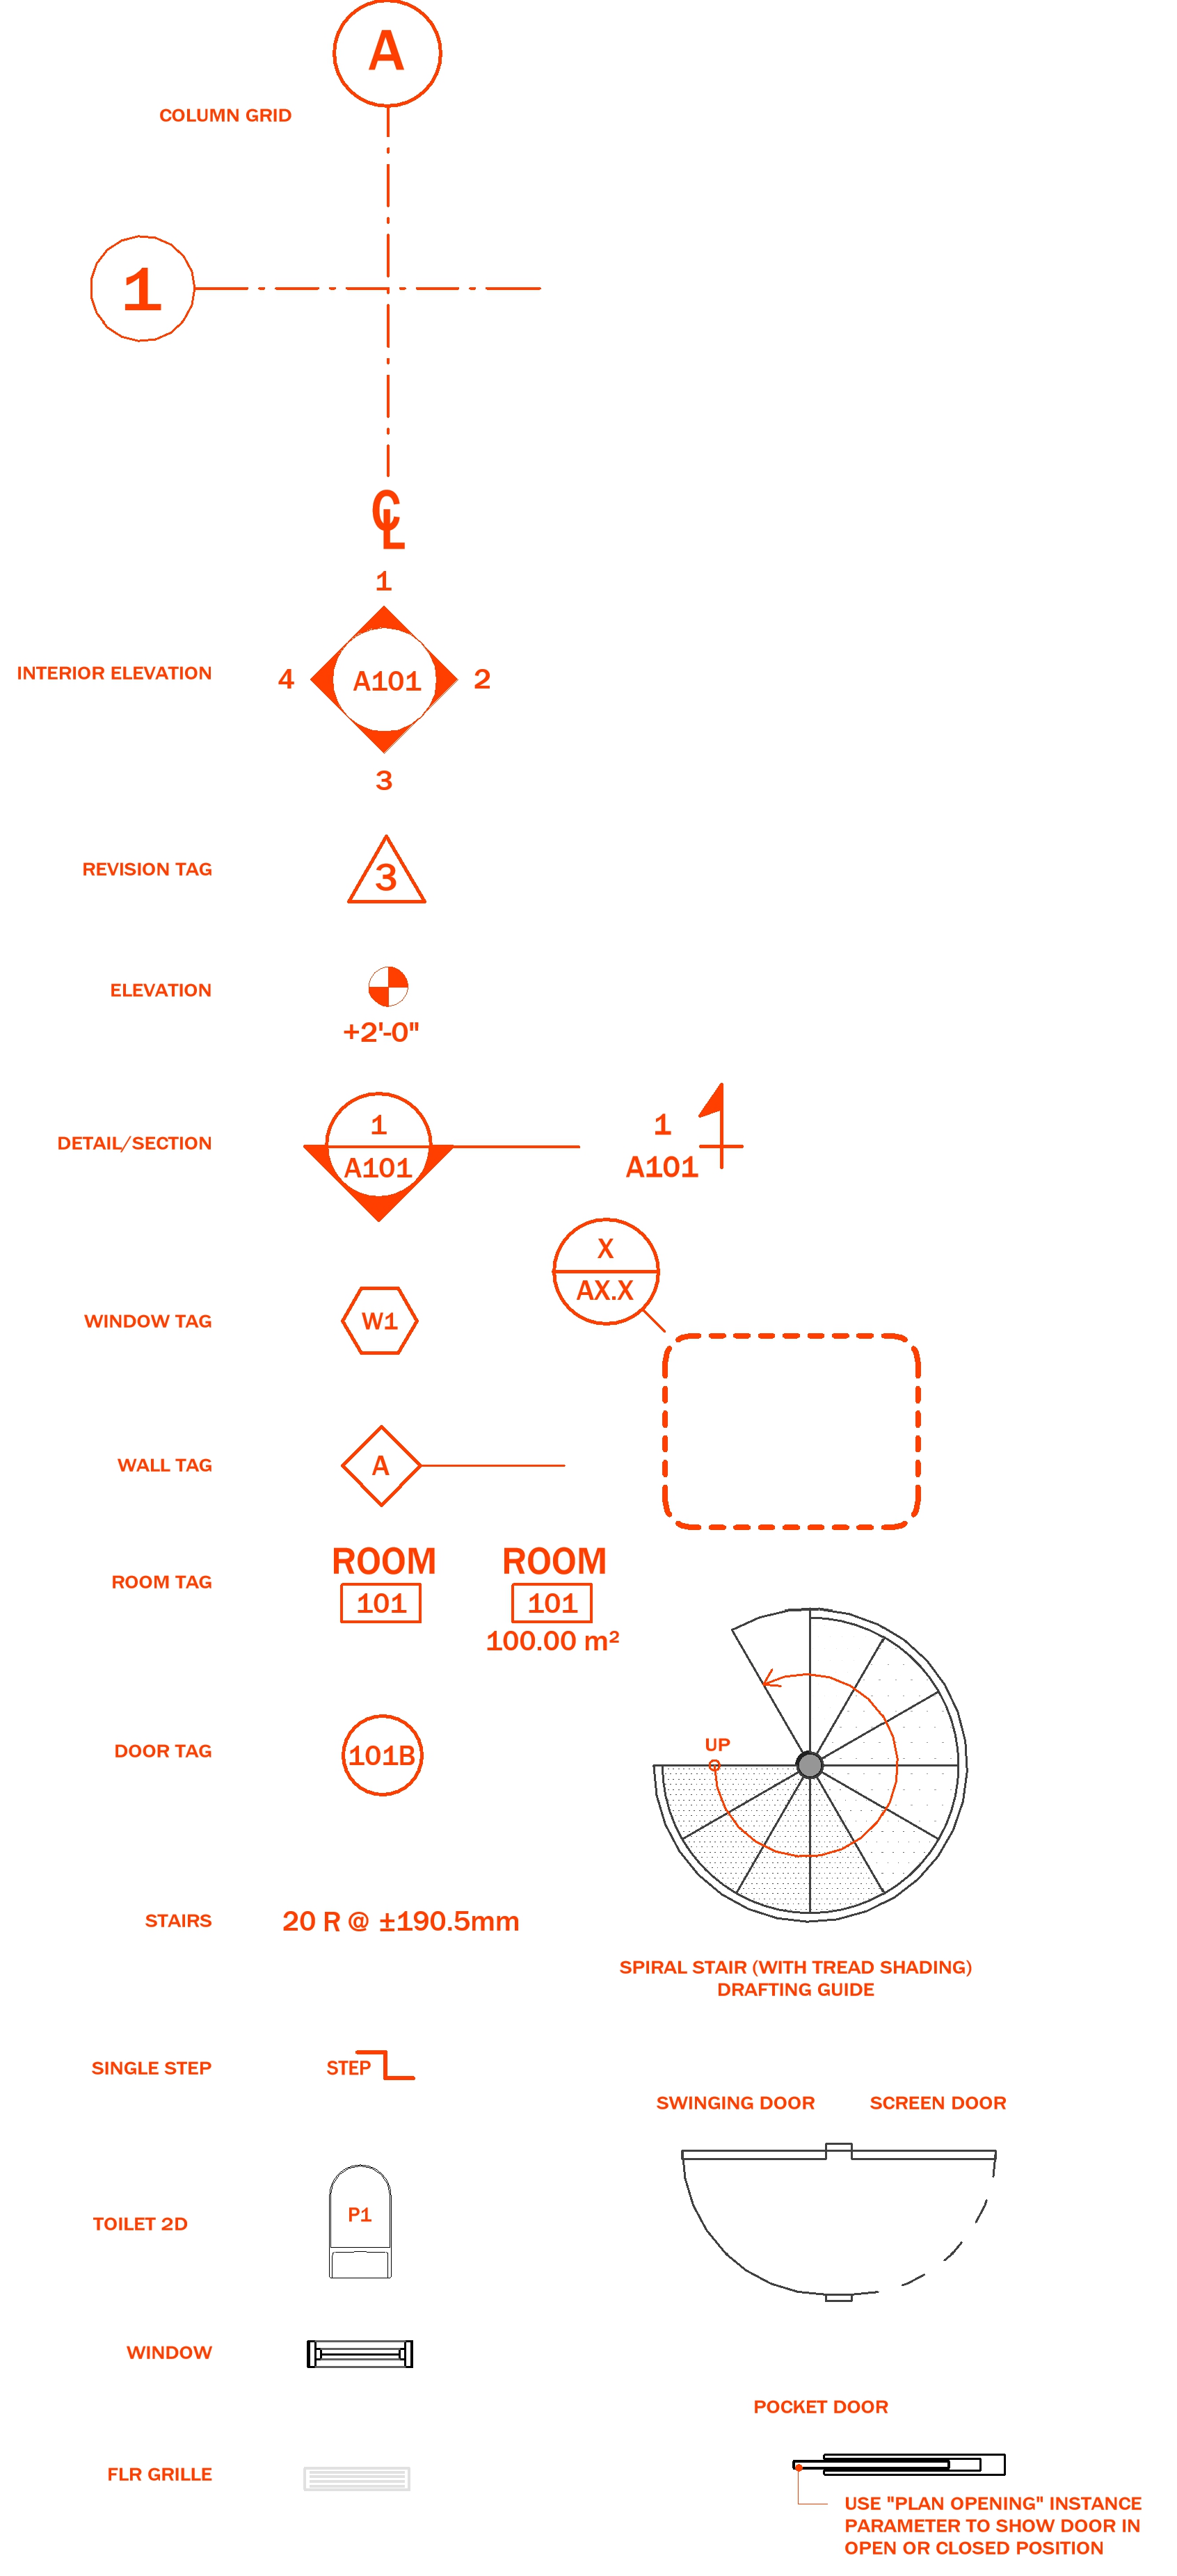 A
COLUMN GRID
1
CL
1
INTERIOR ELEVATION
4
A101
2
3
REVISION TAG
3
ELEVATION
+2'-0"
DETAIL/SECTION
1
A101
1
A101
X
AX.X
WINDOW TAG
W1
WALL TAG
A
ROOM TAG
ROOM
101
ROOM
101
100.00 m²
DOOR TAG
101B
UP
STAIRS
20 R @ ±190.5mm
SPIRAL STAIR (WITH TREAD SHADING)
DRAFTING GUIDE
SINGLE STEP
STEP
SWINGING DOOR
SCREEN DOOR
TOILET 2D
P1
WINDOW
POCKET DOOR
FLR GRILLE
USE "PLAN OPENING" INSTANCE
PARAMETER TO SHOW DOOR IN
OPEN OR CLOSED POSITION